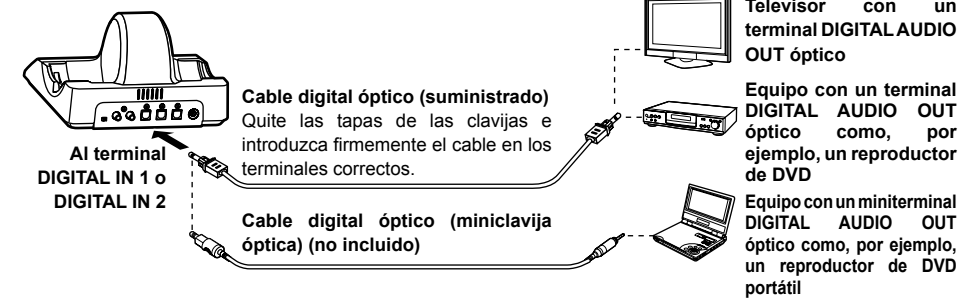 Televisor con un
terminal DIGITAL AUDIO
OUT óptico
Cable digital óptico (suministrado)
Quite las tapas de las clavijas e
introduzca firmemente el cable en los
terminales correctos.
Equipo con un terminal
DIGITAL AUDIO OUT
óptico como, por
ejemplo, un reproductor
de DVD
Al terminal
DIGITAL IN 1 o
DIGITAL IN 2
Cable digital óptico (miniclavija
óptica) (no incluido)
Equipo con un miniterminal
DIGITAL AUDIO OUT
óptico como, por ejemplo,
un reproductor de DVD
portátil